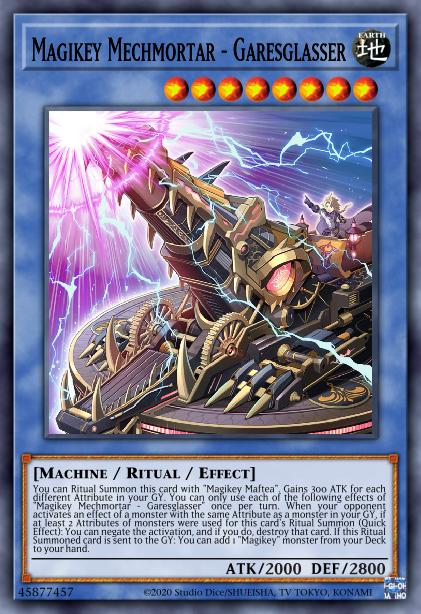 MAGIKEY MECHMORTAR - GARESGLASSER
EARTH
地
[MACHINE / RITUAL / EFFECT]
You can Ritual Summon this card with "Magikey Maftea". Gains 300 ATK for each
different Attribute in your GY. You can only use each of the following effects of
"Magikey Mechmortar - Garesglasser" once per turn. When your opponent
activates an effect of a monster with the same Attribute as a monster in your GY, if
at least 2 Attributes of monsters were used for this card's Ritual Summon (Quick
Effect): You can negate the activation, and if you do, destroy that card. If this Ritual
Summoned card is sent to the GY: You can add 1 "Magikey" monster from your Deck
to your hand.
ATK/2000 DEF/2800
45877457
©2020 Studio Dice/SHUEISHA, TV TOKYO, KONAMI